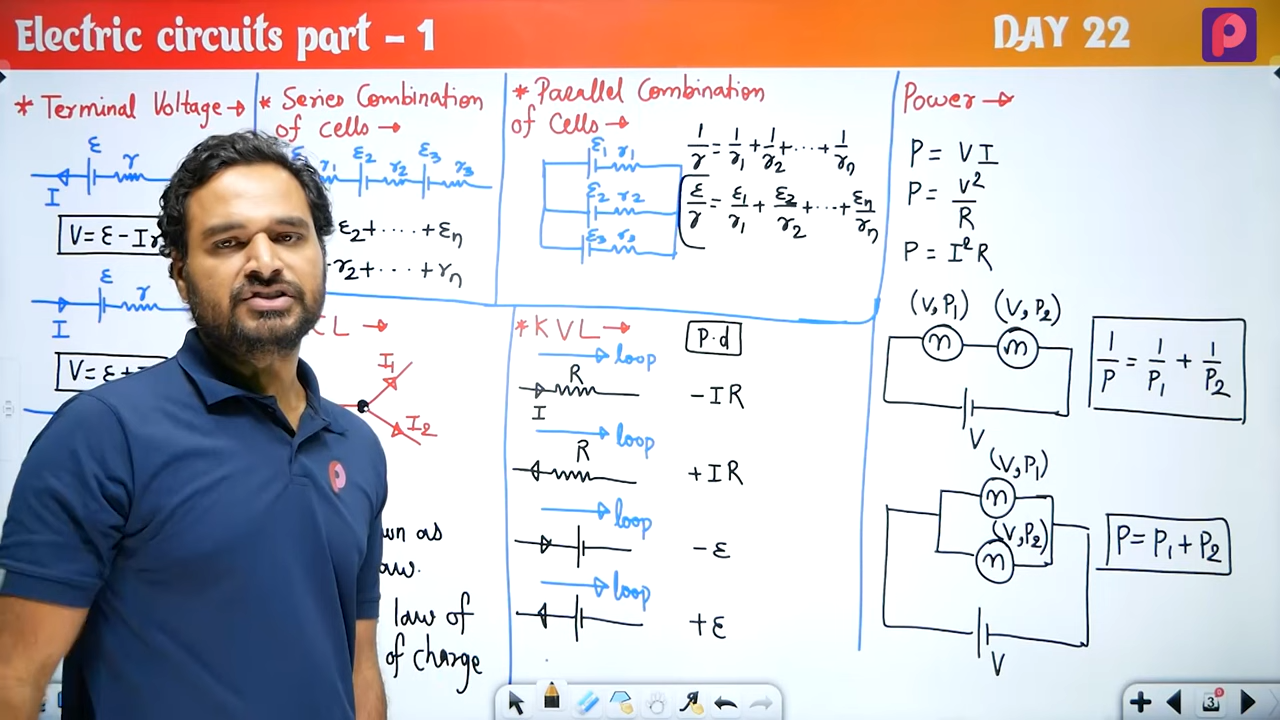 Electric circuits part - 1
DAY 22
* Terminal Voltage →
ε
r
I
V = ε - Ir
ε
r
I
V = ε +
* Series Combination
of cells →
r₁ ε₂ r₂ ε₃ r₃
ε₂ + .... + εn
r₂ + .... + rn
CL →
I₁
I₂
as
law of
of charge
* Parallel Combination
of Cells →
ε₁ r₁
ε₂ r₂
ε₃ r₃
1/r = 1/r₁ + 1/r₂ + .... + 1/rn
ε/r = ε₁/r₁ + ε₂/r₂ + .... + εn/rn
* KVL →
P.d
loop
R
I
-IR
loop
R
+IR
loop
-ε
loop
+ε
Power →
P = VI
P = V²/R
P = I²R
(V,P₁) (V,P₂)
V
1/P = 1/P₁ + 1/P₂
(V,P₁)
(V,P₂)
V
P = P₁ + P₂
3